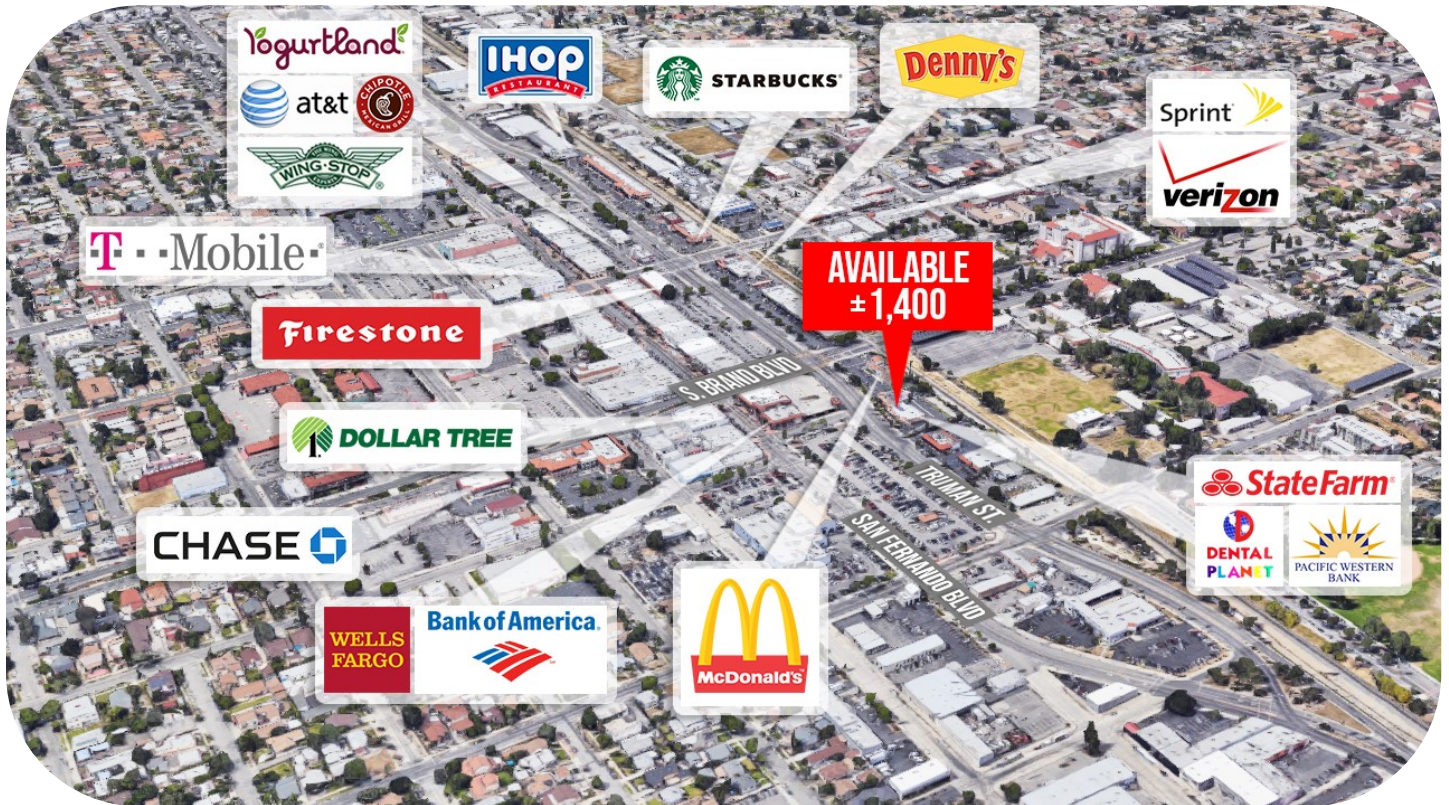 Yogurtland
at&t
CHIPOTLE
MEXICAN GRILL
WING·STOP
IHOP
RESTAURANT
STARBUCKS
Denny's
Sprint
verizon
T··Mobile·
AVAILABLE
±1,400
Firestone
S. BRAND BLVD
1
DOLLAR TREE
TRUMAN ST.
SAN FERNANDO BLVD
StateFarm
DENTAL
PLANET
PACIFIC WESTERN
BANK
CHASE
WELLS
FARGO
Bank of America
McDonald's